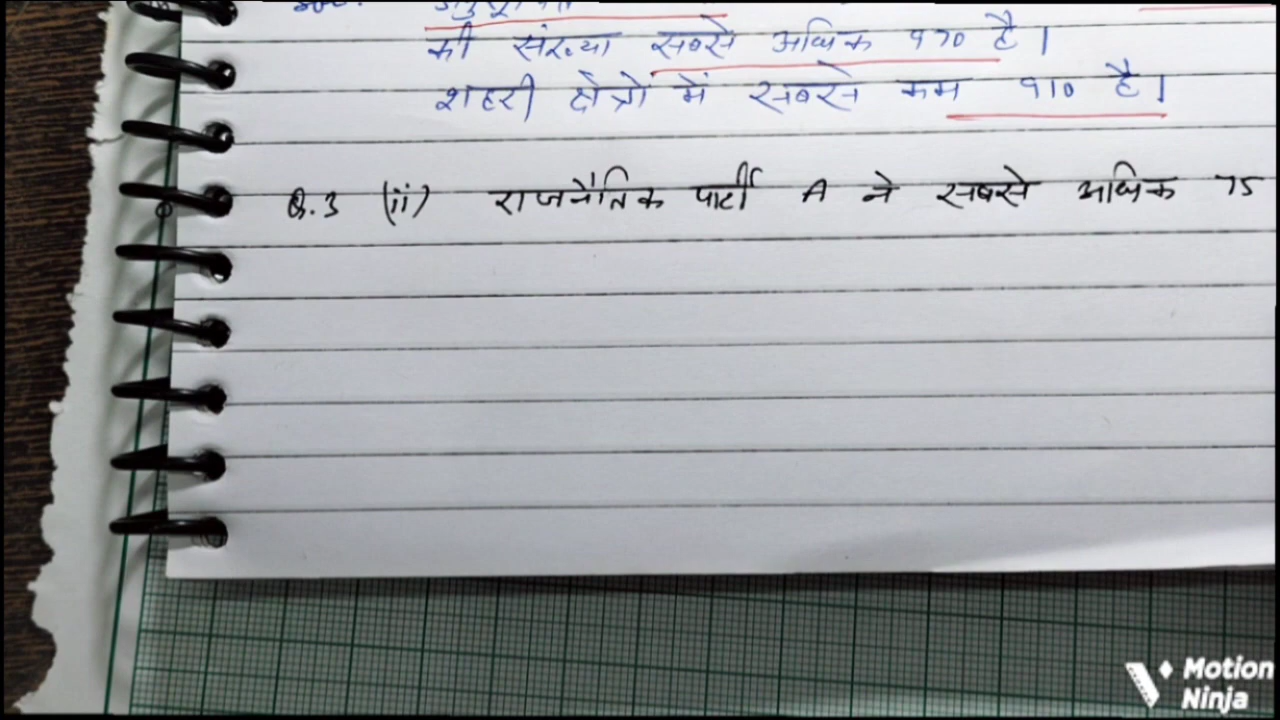 की संख्या सबसे अधिक 970 है।
शहरी क्षेत्रों में सबसे कम 910 है।
Q.3 (ii) राजनैतिक पार्टी A ने सबसे अधिक 75
Motion
Ninja